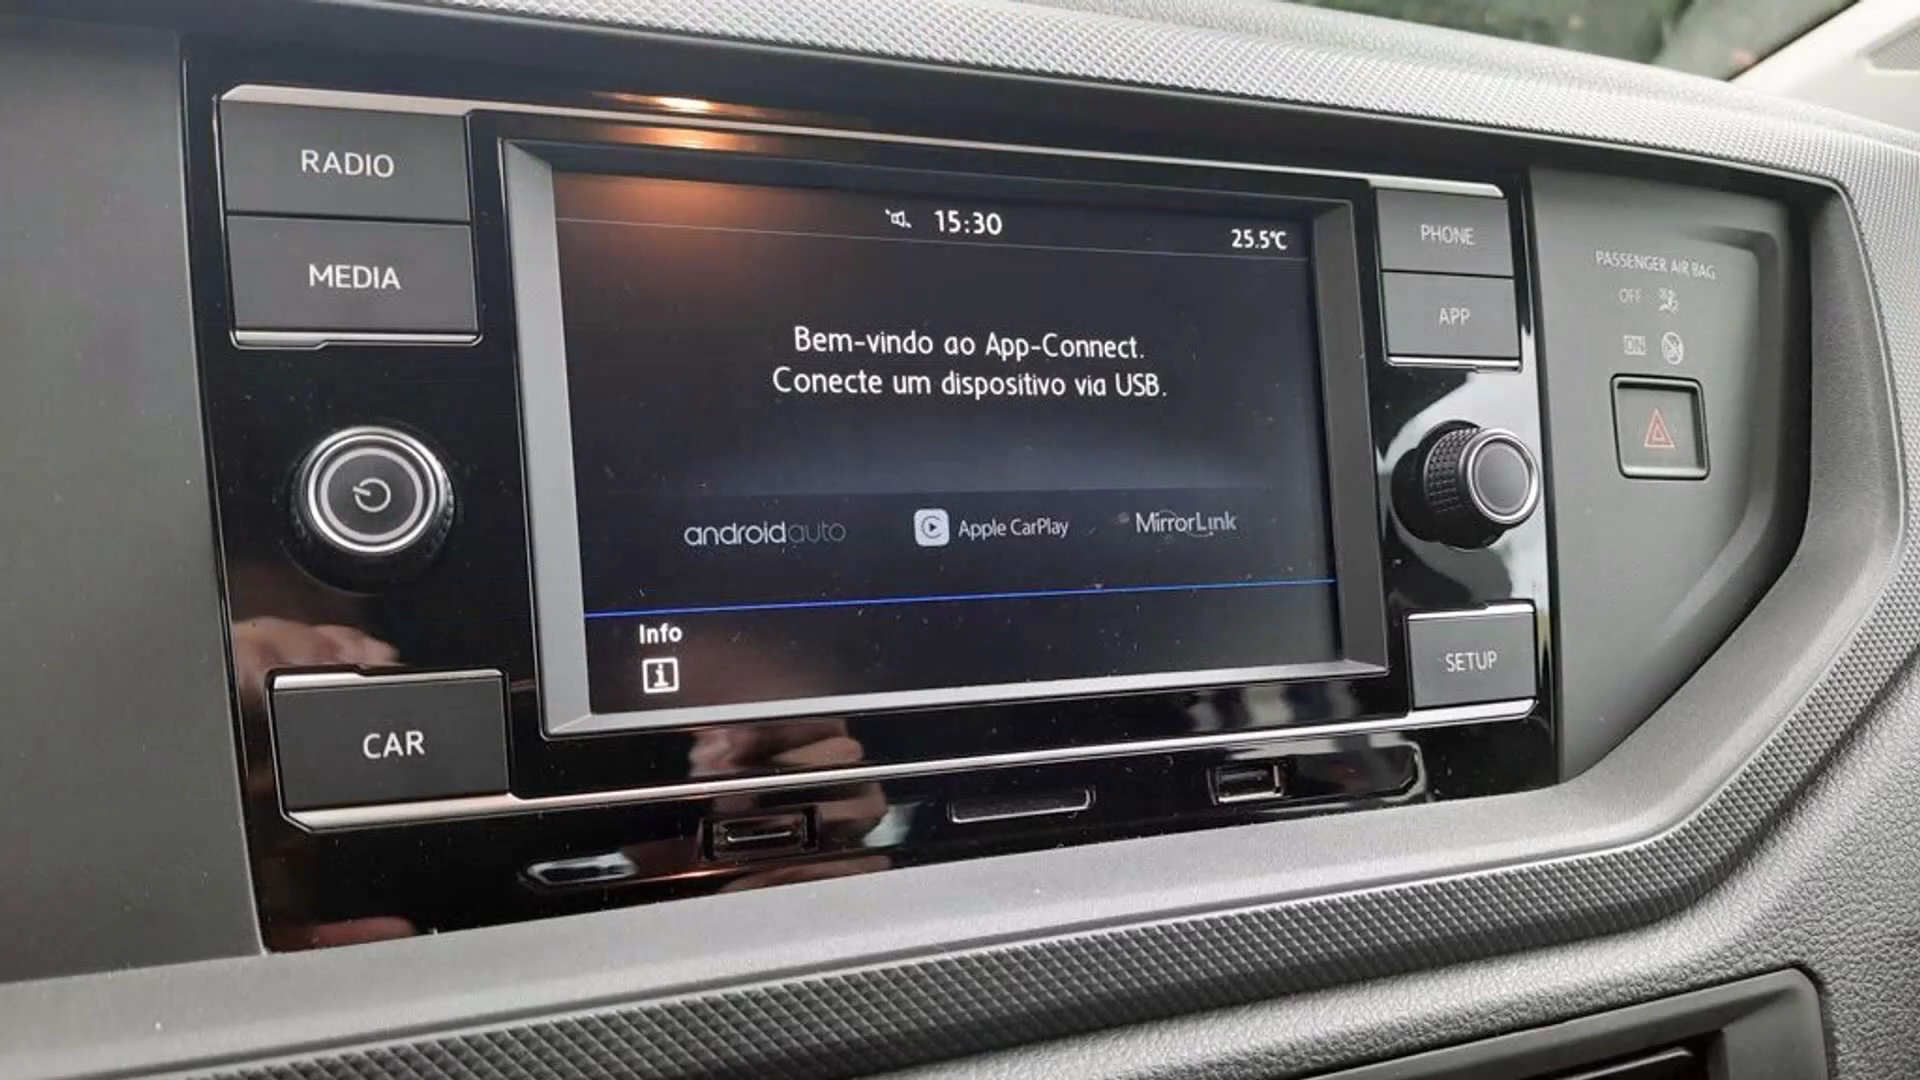 RADIO
MEDIA
CAR
15:30
25.5°C
Bem-vindo ao App-Connect.
Conecte um dispositivo via USB.
androidauto
Apple CarPlay
MirrorLink
Info
i
PHONE
APP
SETUP
PASSENGER AIR BAG
OFF
ON